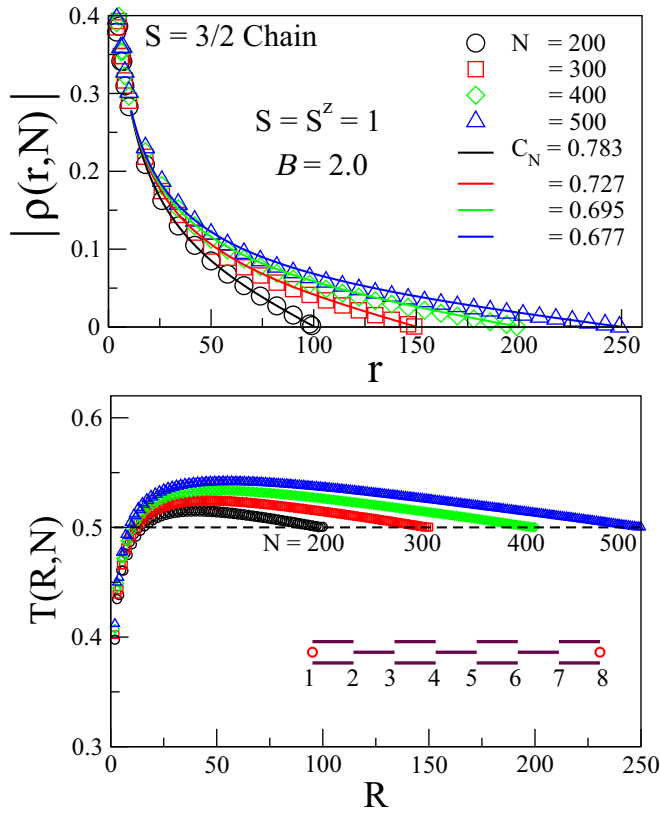 0.4
0.3
0.2
0.1
0
|ρ(r,N)|
S = 3/2 Chain
S = Sᶻ = 1
B = 2.0
N = 200
= 300
= 400
= 500
C_N = 0.783
= 0.727
= 0.695
= 0.677
0 50 100 150 200 250
r
0.6
0.5
0.4
0.3
T(R,N)
N = 200 300 400 500
1 2 3 4 5 6 7 8
0 50 100 150 200 250
R